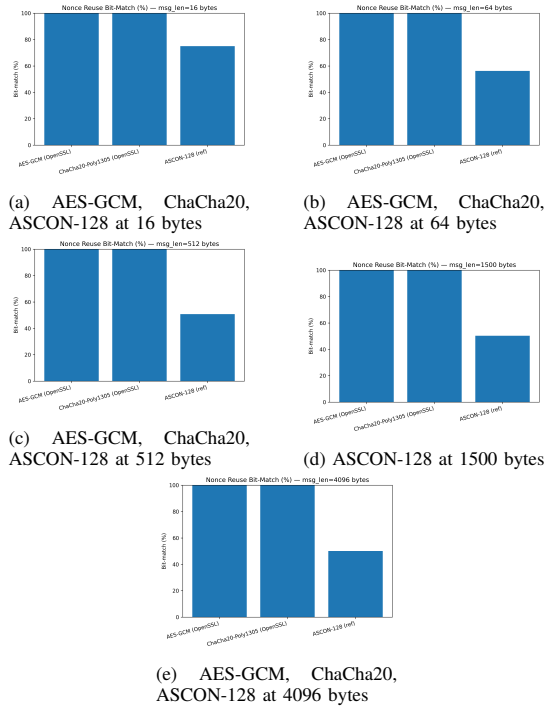 Nonce Reuse Bit-Match (%) — msg_len=16 bytes
Bit-match (%)
100
80
60
40
20
0
AES-GCM (OpenSSL)
ChaCha20-Poly1305 (OpenSSL)
ASCON-128 (ref)
(a) AES-GCM, ChaCha20,
ASCON-128 at 16 bytes
Nonce Reuse Bit-Match (%) — msg_len=64 bytes
Bit-match (%)
100
80
60
40
20
0
AES-GCM (OpenSSL)
ChaCha20-Poly1305 (OpenSSL)
ASCON-128 (ref)
(b) AES-GCM, ChaCha20,
ASCON-128 at 64 bytes
Nonce Reuse Bit-Match (%) — msg_len=512 bytes
Bit-match (%)
100
80
60
40
20
0
AES-GCM (OpenSSL)
ChaCha20-Poly1305 (OpenSSL)
ASCON-128 (ref)
(c) AES-GCM, ChaCha20,
ASCON-128 at 512 bytes
Nonce Reuse Bit-Match (%) — msg_len=1500 bytes
Bit-match (%)
100
80
60
40
20
0
AES-GCM (OpenSSL)
ChaCha20-Poly1305 (OpenSSL)
ASCON-128 (ref)
(d) ASCON-128 at 1500 bytes
Nonce Reuse Bit-Match (%) — msg_len=4096 bytes
Bit-match (%)
100
80
60
40
20
0
AES-GCM (OpenSSL)
ChaCha20-Poly1305 (OpenSSL)
ASCON-128 (ref)
(e) AES-GCM, ChaCha20,
ASCON-128 at 4096 bytes